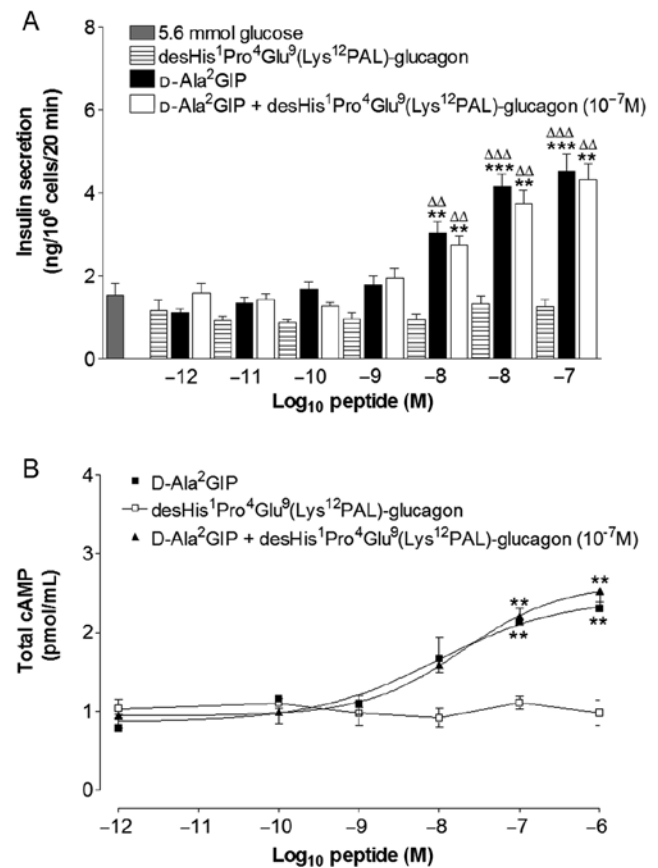 A
5.6 mmol glucose
desHis¹Pro⁴Glu⁹(Lys¹²PAL)-glucagon
D-Ala²GIP
D-Ala²GIP + desHis¹Pro⁴Glu⁹(Lys¹²PAL)-glucagon (10⁻⁷M)
Insulin secretion
(ng/10⁶ cells/20 min)
8
6
4
2
0
ΔΔ
**
ΔΔ
**
ΔΔΔ
***
ΔΔ
**
ΔΔΔ
***
ΔΔ
**
−12 −11 −10 −9 −8 −8 −7
Log₁₀ peptide (M)
B
D-Ala²GIP
desHis¹Pro⁴Glu⁹(Lys¹²PAL)-glucagon
D-Ala²GIP + desHis¹Pro⁴Glu⁹(Lys¹²PAL)-glucagon (10⁻⁷M)
Total cAMP
(pmol/mL)
4
3
2
1
0
**
**
**
**
−12 −11 −10 −9 −8 −7 −6
Log₁₀ peptide (M)